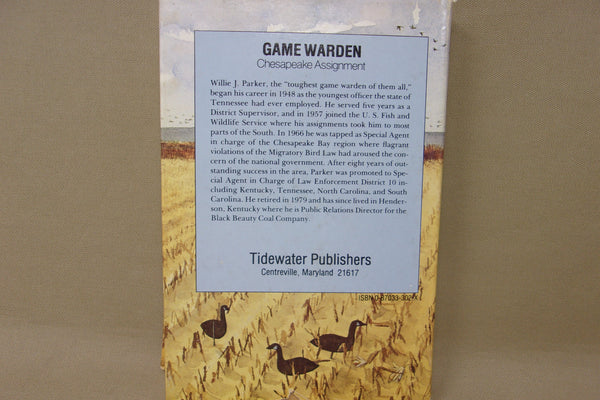 GAME WARDEN
Chesapeake Assignment
Willie J. Parker, the “toughest game warden of them all,”
began his career in 1948 as the youngest officer the state of
Tennessee had ever employed. He served five years as a
District Supervisor, and in 1957 joined the U. S. Fish and
Wildlife Service where his assignments took him to most
parts of the South. In 1966 he was tapped as Special Agent
in charge of the Chesapeake Bay region where flagrant
violations of the Migratory Bird Law had aroused the con-
cern of the national government. After eight years of out-
standing success in the area, Parker was promoted to Spe-
cial Agent in Charge of Law Enforcement District 10 in-
cluding Kentucky, Tennessee, North Carolina, and South
Carolina. He retired in 1979 and has since lived in Hender-
son, Kentucky where he is Public Relations Director for the
Black Beauty Coal Company.
Tidewater Publishers
Centreville, Maryland 21617
ISBN 0-87033-302-X